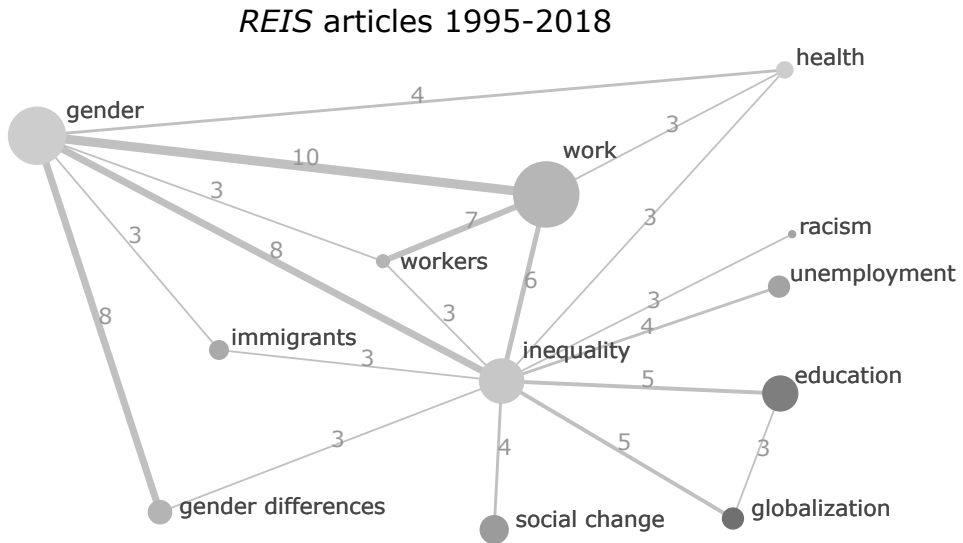 REIS articles 1995-2018
health
gender
4
3
work
10
3
7
3
racism
3
8
workers
unemployment
6
3
3
4
8
immigrants
inequality
3
education
5
3
3
5
4
3
gender differences
social change
globalization